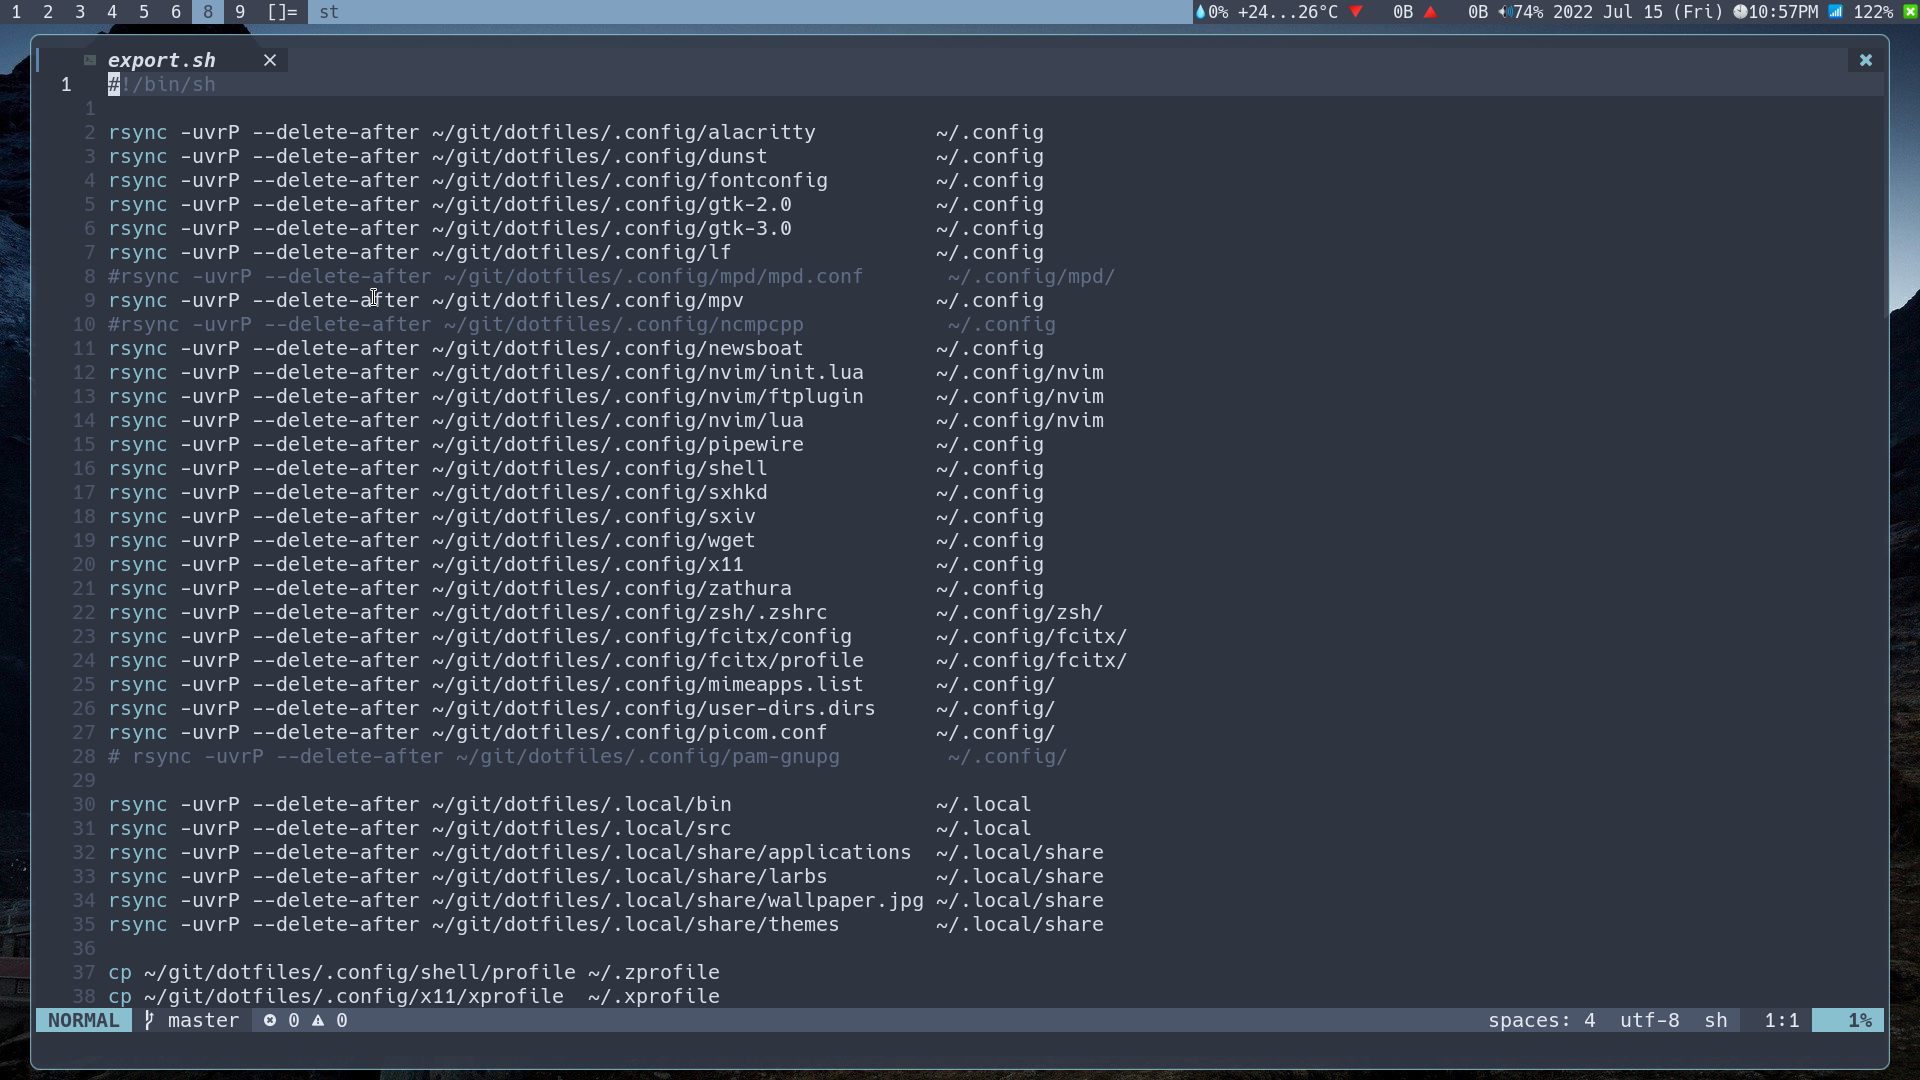 1 2 3 4 5 6 8 9 []= st 0% +24...26°C 0B 0B 74% 2022 Jul 15 (Fri) 10:57PM 122%
export.sh
1 #!/bin/sh
1
2 rsync -uvrP --delete-after ~/git/dotfiles/.config/alacritty ~/.config
3 rsync -uvrP --delete-after ~/git/dotfiles/.config/dunst ~/.config
4 rsync -uvrP --delete-after ~/git/dotfiles/.config/fontconfig ~/.config
5 rsync -uvrP --delete-after ~/git/dotfiles/.config/gtk-2.0 ~/.config
6 rsync -uvrP --delete-after ~/git/dotfiles/.config/gtk-3.0 ~/.config
7 rsync -uvrP --delete-after ~/git/dotfiles/.config/lf ~/.config
8 #rsync -uvrP --delete-after ~/git/dotfiles/.config/mpd/mpd.conf ~/.config/mpd/
9 rsync -uvrP --delete-after ~/git/dotfiles/.config/mpv ~/.config
10 #rsync -uvrP --delete-after ~/git/dotfiles/.config/ncmpcpp ~/.config
11 rsync -uvrP --delete-after ~/git/dotfiles/.config/newsboat ~/.config
12 rsync -uvrP --delete-after ~/git/dotfiles/.config/nvim/init.lua ~/.config/nvim
13 rsync -uvrP --delete-after ~/git/dotfiles/.config/nvim/ftplugin ~/.config/nvim
14 rsync -uvrP --delete-after ~/git/dotfiles/.config/nvim/lua ~/.config/nvim
15 rsync -uvrP --delete-after ~/git/dotfiles/.config/pipewire ~/.config
16 rsync -uvrP --delete-after ~/git/dotfiles/.config/shell ~/.config
17 rsync -uvrP --delete-after ~/git/dotfiles/.config/sxhkd ~/.config
18 rsync -uvrP --delete-after ~/git/dotfiles/.config/sxiv ~/.config
19 rsync -uvrP --delete-after ~/git/dotfiles/.config/wget ~/.config
20 rsync -uvrP --delete-after ~/git/dotfiles/.config/x11 ~/.config
21 rsync -uvrP --delete-after ~/git/dotfiles/.config/zathura ~/.config
22 rsync -uvrP --delete-after ~/git/dotfiles/.config/zsh/.zshrc ~/.config/zsh/
23 rsync -uvrP --delete-after ~/git/dotfiles/.config/fcitx/config ~/.config/fcitx/
24 rsync -uvrP --delete-after ~/git/dotfiles/.config/fcitx/profile ~/.config/fcitx/
25 rsync -uvrP --delete-after ~/git/dotfiles/.config/mimeapps.list ~/.config/
26 rsync -uvrP --delete-after ~/git/dotfiles/.config/user-dirs.dirs ~/.config/
27 rsync -uvrP --delete-after ~/git/dotfiles/.config/picom.conf ~/.config/
28 # rsync -uvrP --delete-after ~/git/dotfiles/.config/pam-gnupg ~/.config/
29
30 rsync -uvrP --delete-after ~/git/dotfiles/.local/bin ~/.local
31 rsync -uvrP --delete-after ~/git/dotfiles/.local/src ~/.local
32 rsync -uvrP --delete-after ~/git/dotfiles/.local/share/applications ~/.local/share
33 rsync -uvrP --delete-after ~/git/dotfiles/.local/share/larbs ~/.local/share
34 rsync -uvrP --delete-after ~/git/dotfiles/.local/share/wallpaper.jpg ~/.local/share
35 rsync -uvrP --delete-after ~/git/dotfiles/.local/share/themes ~/.local/share
36
37 cp ~/git/dotfiles/.config/shell/profile ~/.zprofile
38 cp ~/git/dotfiles/.config/x11/xprofile ~/.xprofile
NORMAL master 0 0 spaces: 4 utf-8 sh 1:1 1%